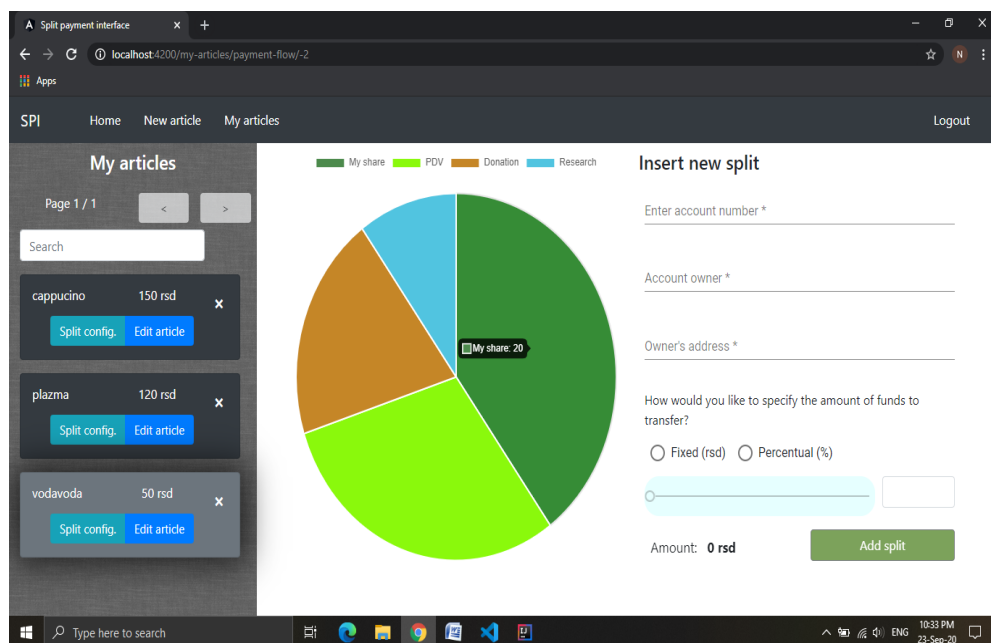 Split payment interface
localhost:4200/my-articles/payment-flow/-2
N
Apps
SPI Home New article My articles Logout
My articles
Page 1 / 1
< >
Search
cappucino 150 rsd ×
Split config. Edit article
plazma 120 rsd ×
Split config. Edit article
vodavoda 50 rsd ×
Split config. Edit article
My share PDV Donation Research
My share: 20
Insert new split
Enter account number *
Account owner *
Owner's address *
How would you like to specify the amount of funds to
transfer?
Fixed (rsd) Percentual (%)
Amount: 0 rsd Add split
Type here to search
ENG
10:33 PM
23-Sep-20